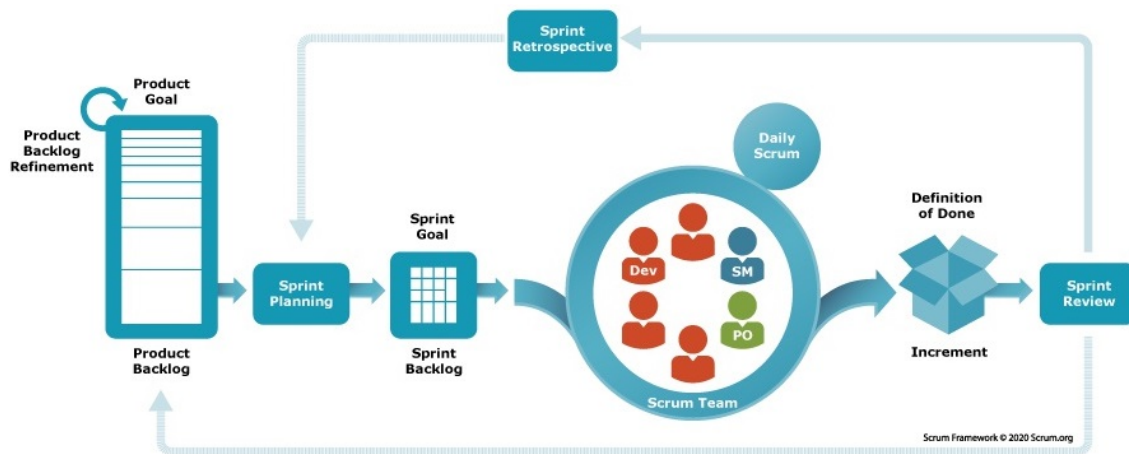 Sprint
Retrospective
Product
Goal
Product
Backlog
Refinement
Daily
Scrum
Sprint
Goal
Definition
of Done
Dev
SM
Sprint
Planning
Sprint
Review
PO
Product
Backlog
Sprint
Backlog
Increment
Scrum Team
Scrum Framework © 2020 Scrum.org